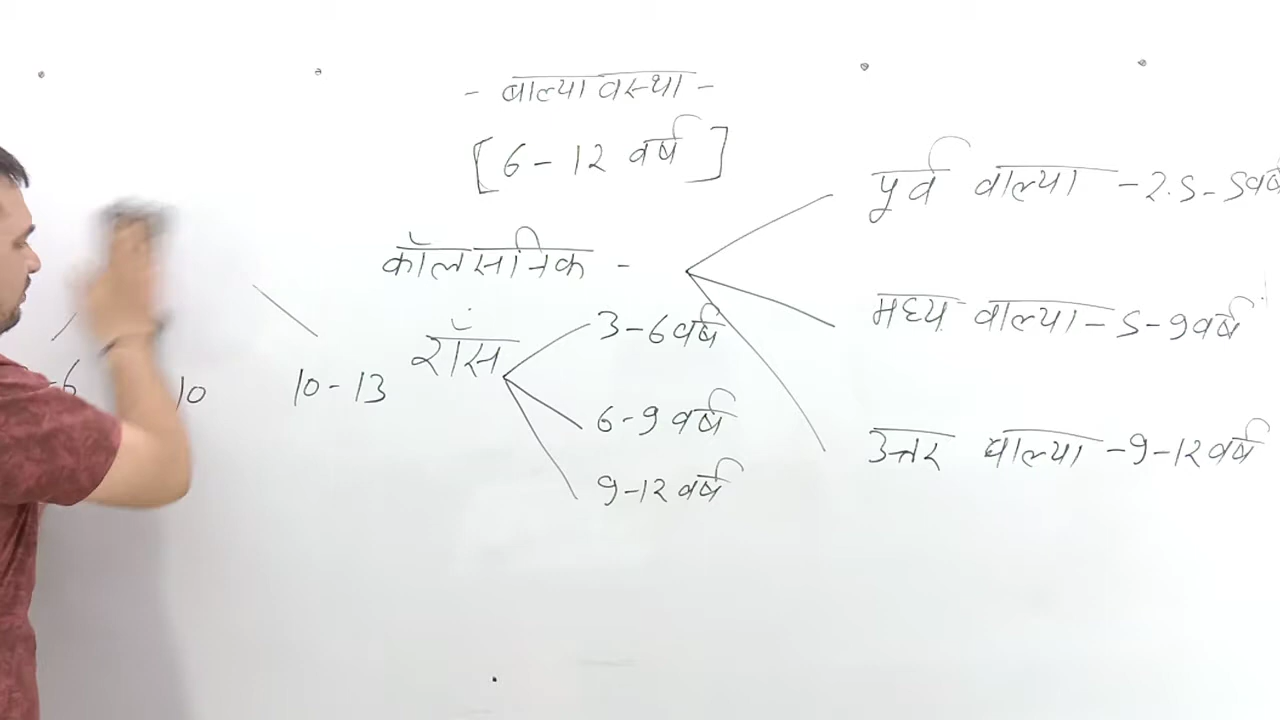 - बाल्यावस्था -
[6 - 12 वर्ष]
पूर्व बाल्या - 2.5 - 5 वर्ष
कॉलसनिक -
मध्य बाल्या - 5 - 9 वर्ष
उत्तर बाल्या - 9 - 12 वर्ष
रॉस
3 - 6 वर्ष
6 - 9 वर्ष
9 - 12 वर्ष
-6
10
10 - 13